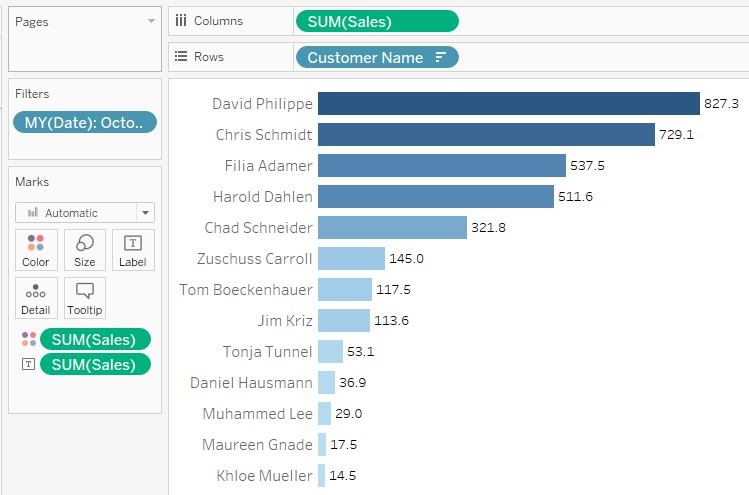 Pages
Columns
SUM(Sales)
Rows
Customer Name
Filters
MY(Date): Octo..
Marks
Automatic
Color
Size
Label
Detail
Tooltip
SUM(Sales)
SUM(Sales)
David Philippe 827.3
Chris Schmidt 729.1
Filia Adamer 537.5
Harold Dahlen 511.6
Chad Schneider 321.8
Zuschuss Carroll 145.0
Tom Boeckenhauer 117.5
Jim Kriz 113.6
Tonja Tunnel 53.1
Daniel Hausmann 36.9
Muhammed Lee 29.0
Maureen Gnade 17.5
Khloe Mueller 14.5